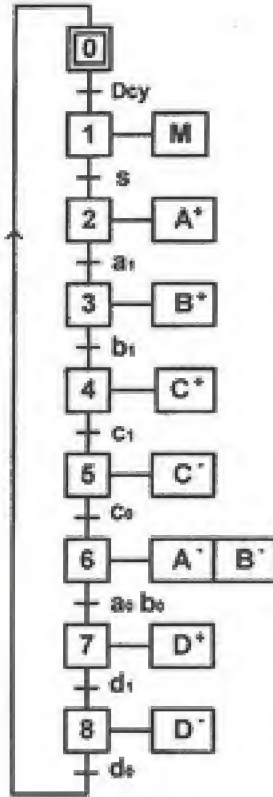 0
Dcy
1 M
s
2 A⁺
a₁
3 B⁺
b₁
4 C⁺
c₁
5 C⁻
c₀
6 A⁻ B⁻
a₀ b₀
7 D⁺
d₁
8 D⁻
d₀